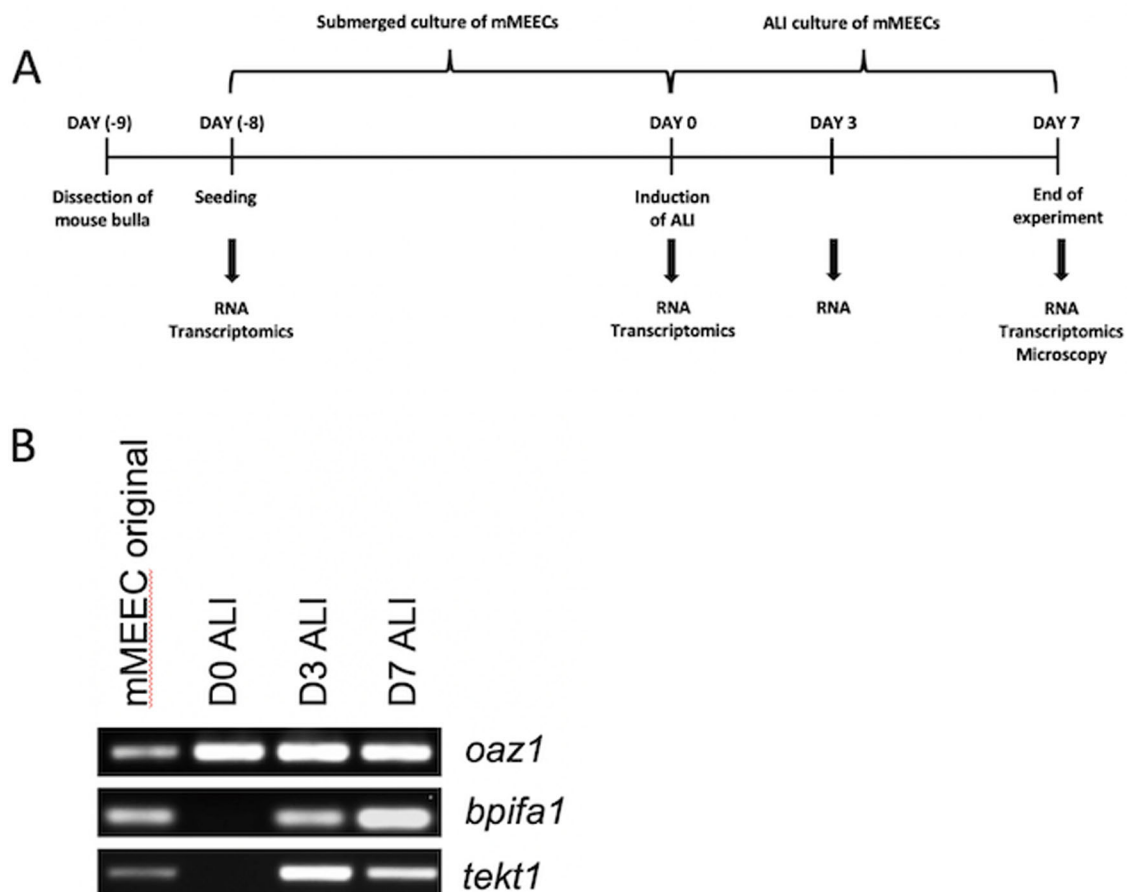 A
Submerged culture of mMEECs
ALI culture of mMEECs
DAY (-9)
DAY (-8)
DAY 0
DAY 3
DAY 7
Dissection of
mouse bulla
Seeding
Induction
of ALI
End of
experiment
RNA
Transcriptomics
RNA
Transcriptomics
RNA
RNA
Transcriptomics
Microscopy
B
mMEEC original
D0 ALI
D3 ALI
D7 ALI
oaz1
bpifa1
tekt1